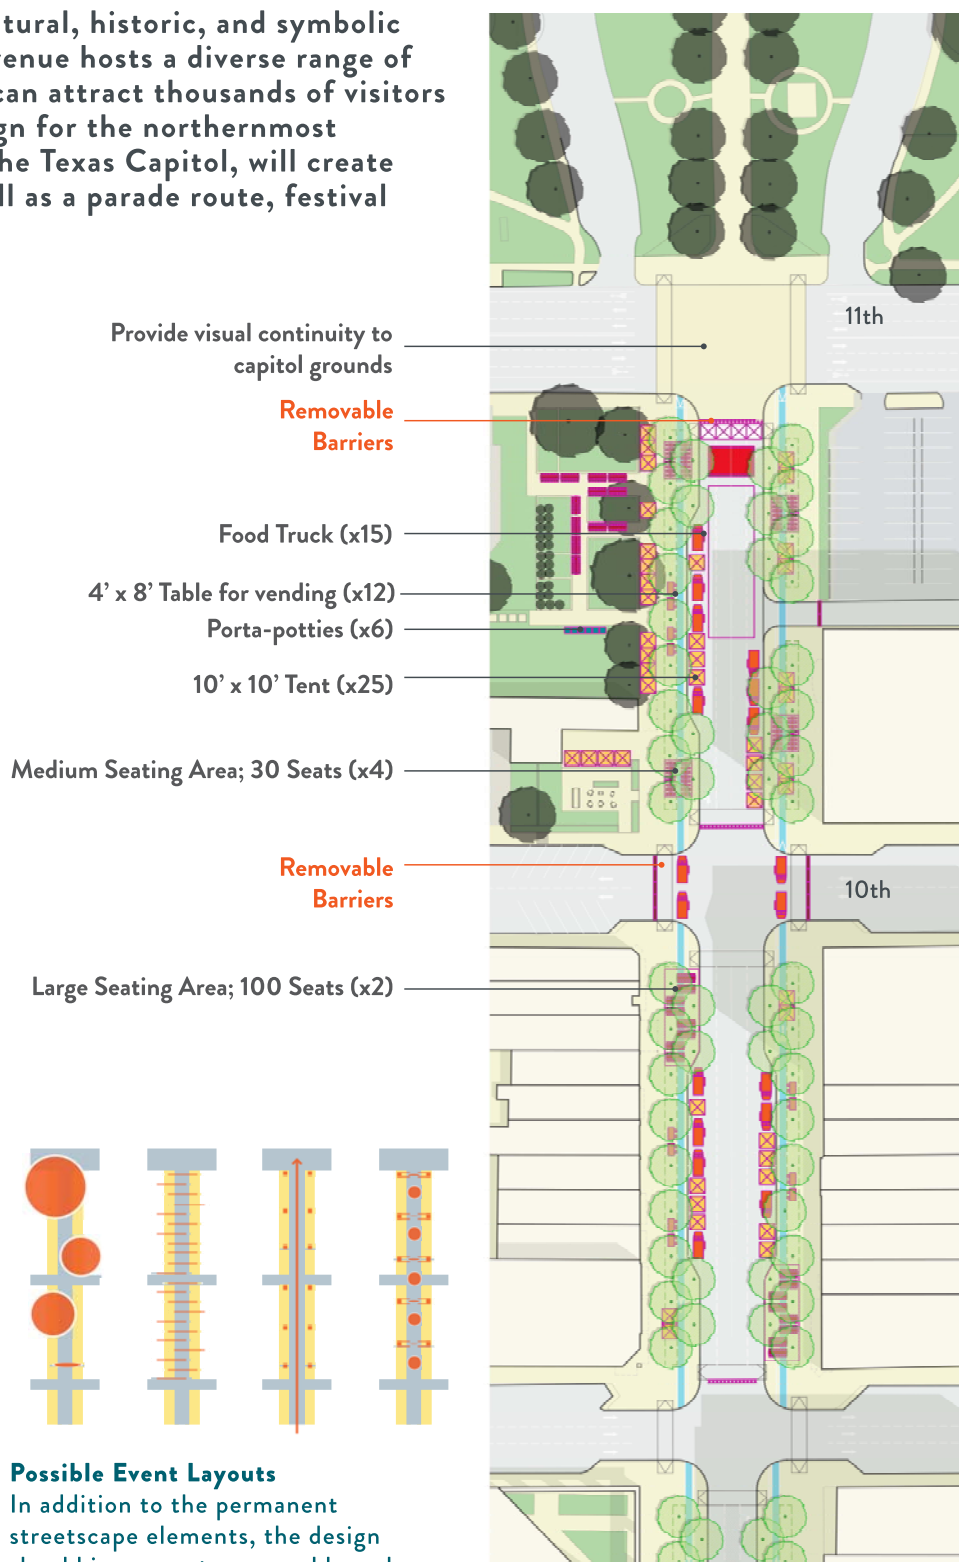 tural, historic, and symbolic
enue hosts a diverse range of
can attract thousands of visitors
gn for the northernmost
he Texas Capitol, will create
ll as a parade route, festival
11th
Provide visual continuity to
capitol grounds
Removable
Barriers
Food Truck (x15)
4’ x 8’ Table for vending (x12)
Porta-potties (x6)
10’ x 10’ Tent (x25)
Medium Seating Area; 30 Seats (x4)
Removable
Barriers
10th
Large Seating Area; 100 Seats (x2)
Possible Event Layouts
In addition to the permanent
streetscape elements, the design